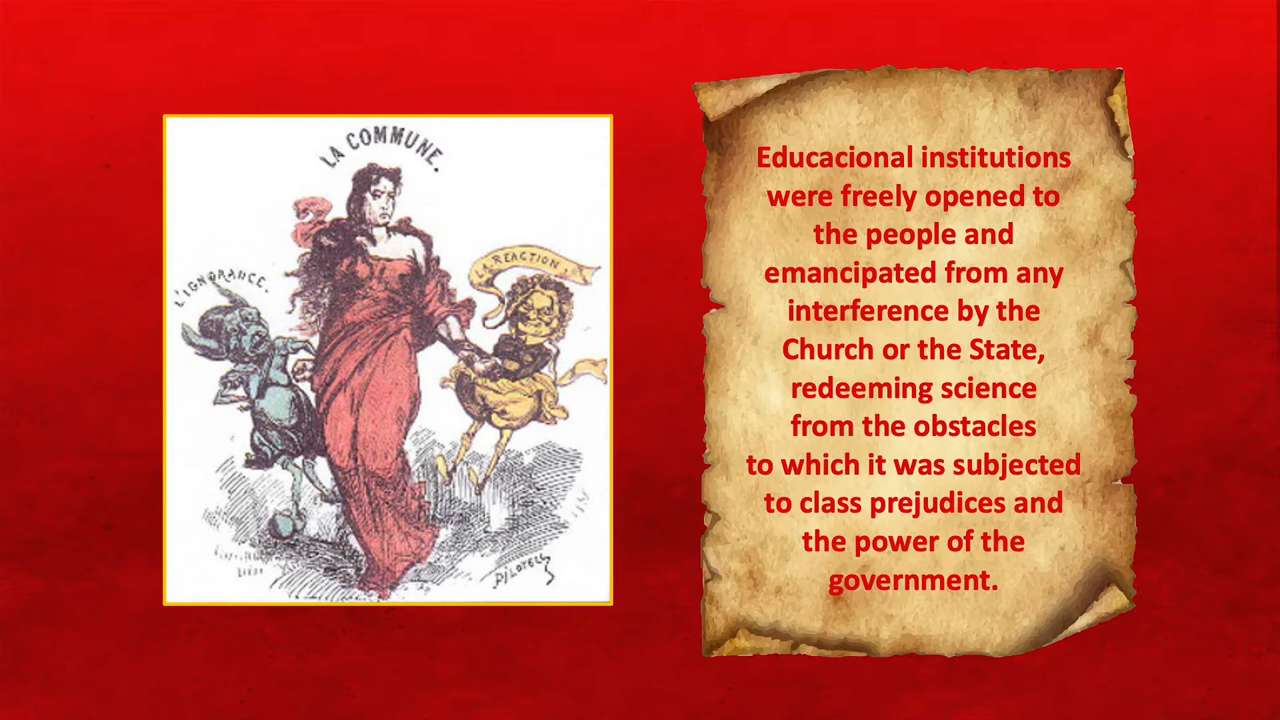 LA COMMUNE.
L'IGNORANCE.
LA REACTION.
PILOTELL
Educacional institutions
were freely opened to
the people and
emancipated from any
interference by the
Church or the State,
redeeming science
from the obstacles
to which it was subjected
to class prejudices and
the power of the
government.